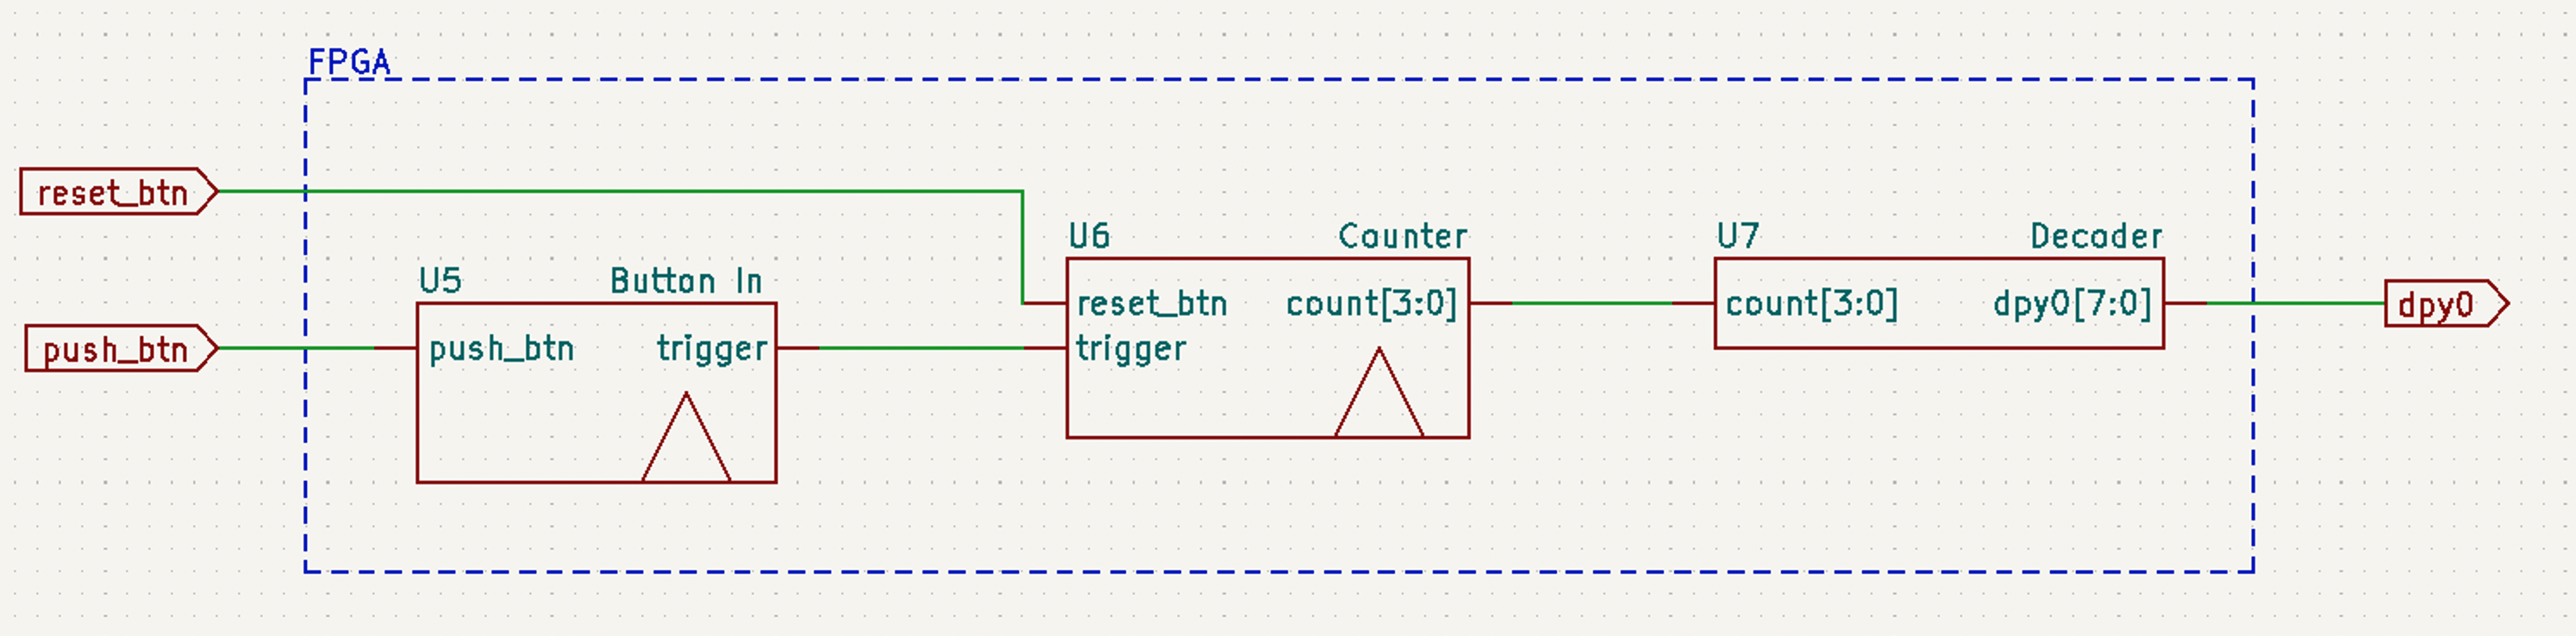 FPGA
reset_btn
U5 Button In
push_btn
push_btn trigger
U6 Counter
reset_btn count[3:0]
trigger
U7 Decoder
count[3:0] dpy0[7:0]
dpy0